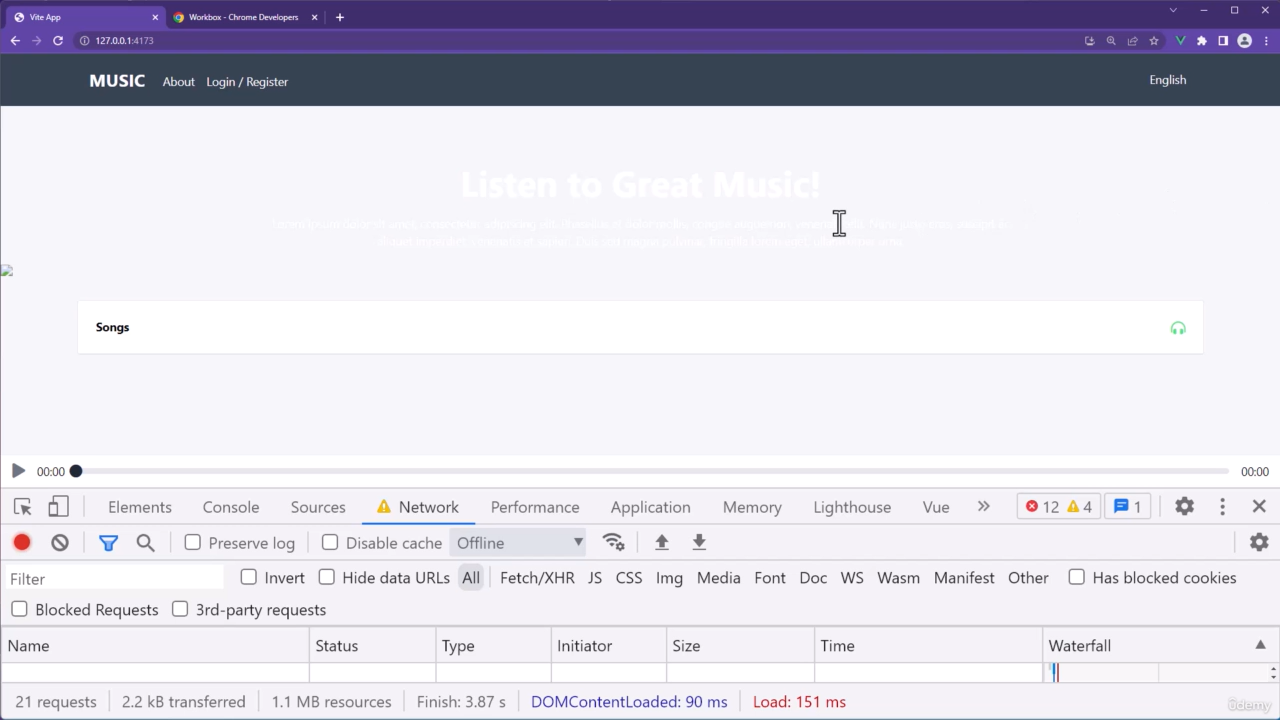 Vite App
Workbox - Chrome Developers
127.0.0.1:4173
MUSIC About Login / Register English
Listen to Great Music!
Songs
00:00 00:00
Elements Console Sources Network Performance Application Memory Lighthouse Vue 12 4 1
Preserve log Disable cache Offline
Filter Invert Hide data URLs All Fetch/XHR JS CSS Img Media Font Doc WS Wasm Manifest Other Has blocked cookies
Blocked Requests 3rd-party requests
Name Status Type Initiator Size Time Waterfall
21 requests 2.2 kB transferred 1.1 MB resources Finish: 3.87 s DOMContentLoaded: 90 ms Load: 151 ms
ûdemy